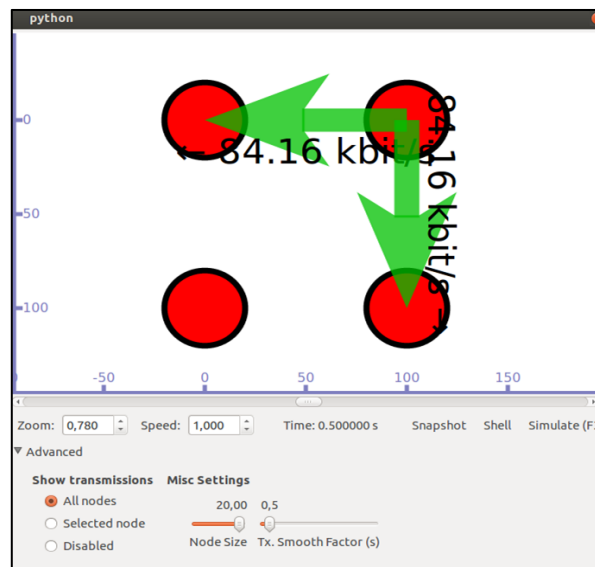 python
0
← 84.16 kbit/s
84.16 kbit/s →
50
100
-50 0 50 100 150
Zoom: 0,780 Speed: 1,000 Time: 0.500000 s Snapshot Shell Simulate
Advanced
Show transmissions Misc Settings
All nodes
20,00 0,5
Selected node
Node Size Tx. Smooth Factor (s)
Disabled